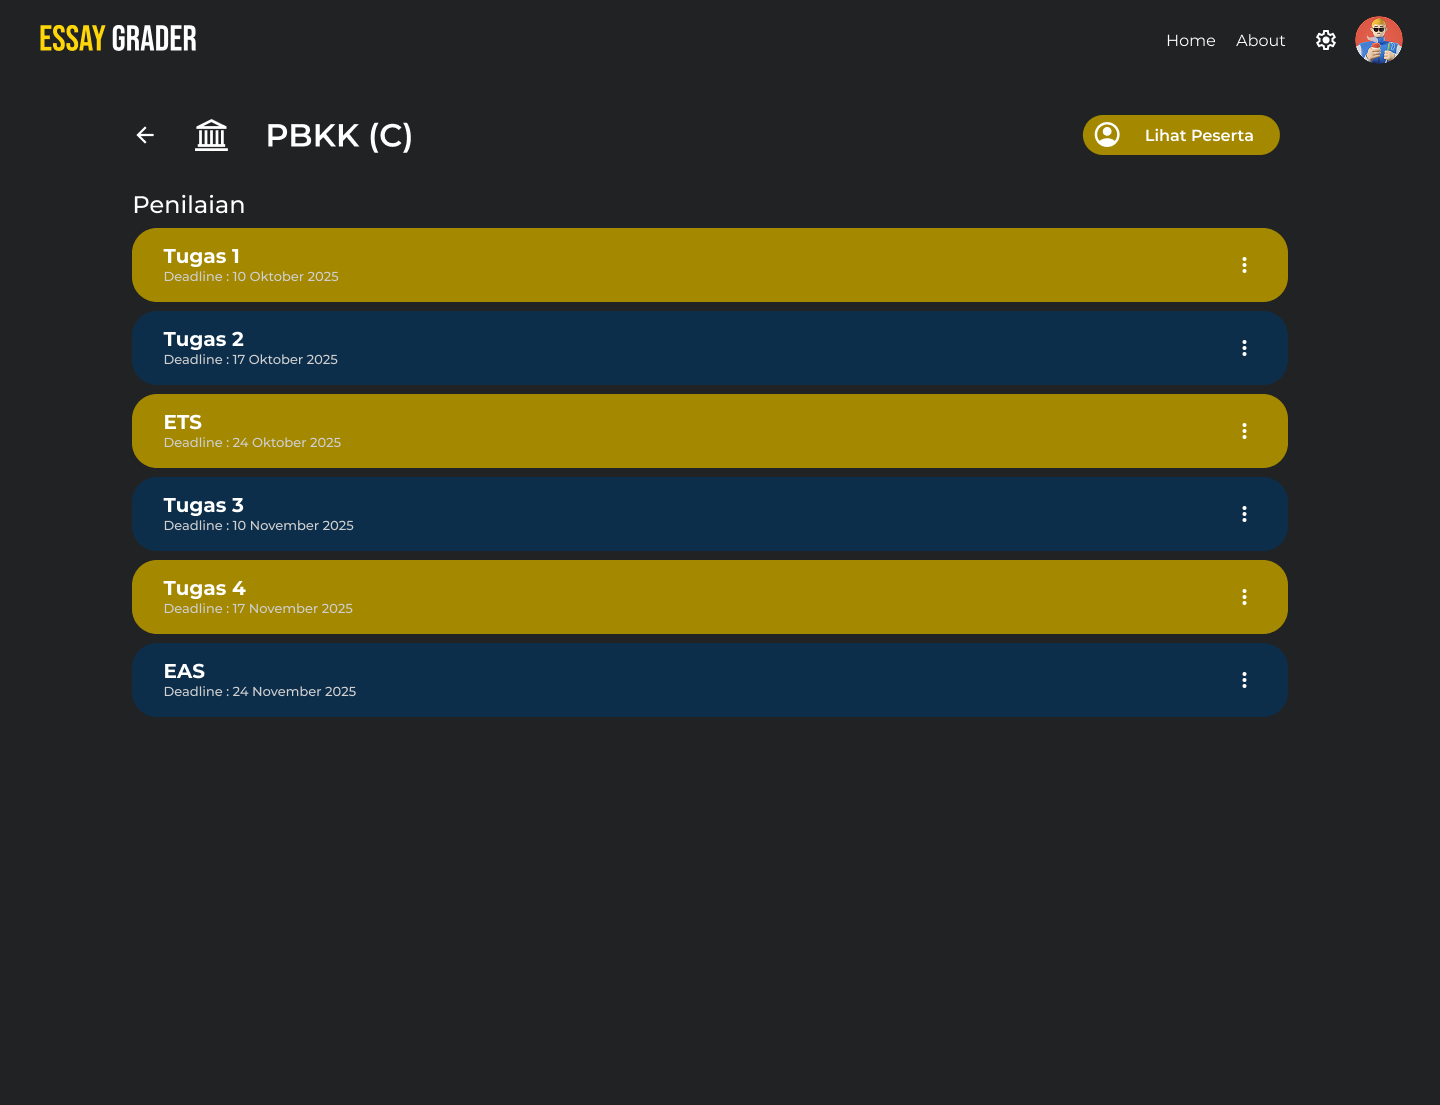 ESSAY GRADER
Home About
PBKK (C)
Lihat Peserta
Penilaian
Tugas 1
Deadline : 10 Oktober 2025
Tugas 2
Deadline : 17 Oktober 2025
ETS
Deadline : 24 Oktober 2025
Tugas 3
Deadline : 10 November 2025
Tugas 4
Deadline : 17 November 2025
EAS
Deadline : 24 November 2025